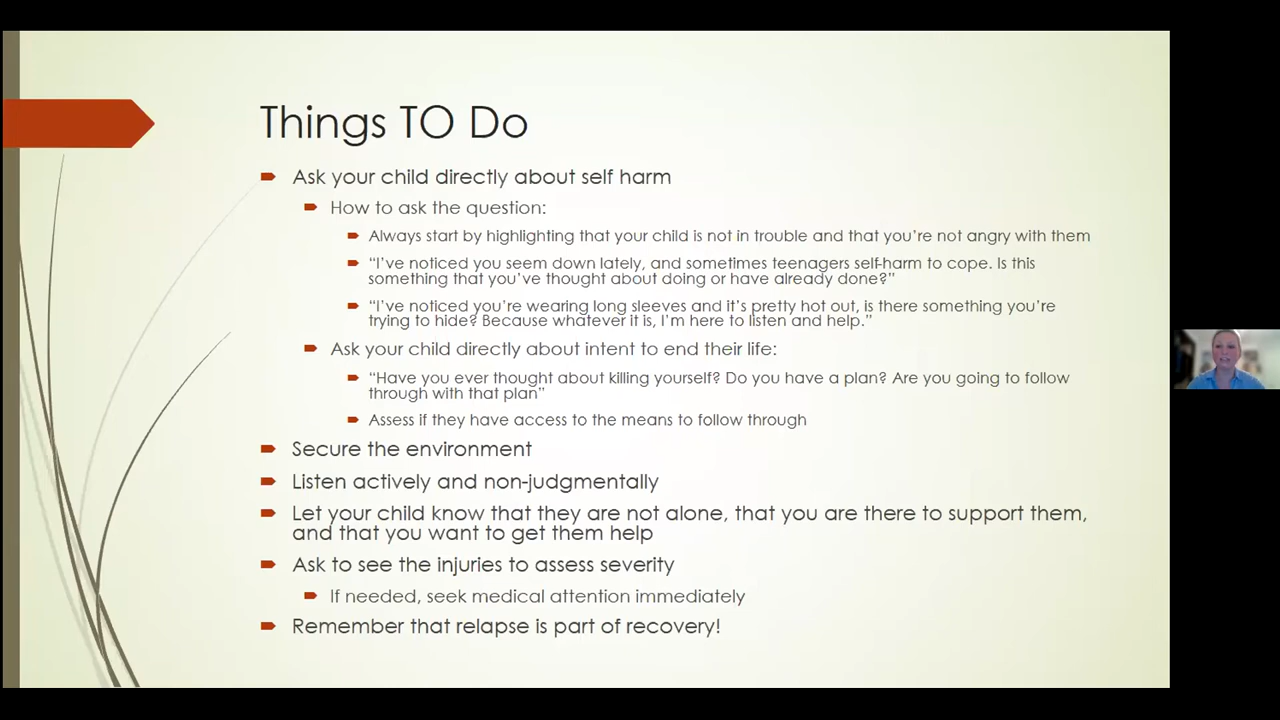 Things TO Do
Ask your child directly about self harm
How to ask the question:
Always start by highlighting that your child is not in trouble and that you're not angry with them
"I've noticed you seem down lately, and sometimes teenagers self-harm to cope. Is this
something that you've thought about doing or have already done?"
"I've noticed you're wearing long sleeves and it's pretty hot out, is there something you're
trying to hide? Because whatever it is, I'm here to listen and help."
Ask your child directly about intent to end their life:
"Have you ever thought about killing yourself? Do you have a plan? Are you going to follow
through with that plan"
Assess if they have access to the means to follow through
Secure the environment
Listen actively and non-judgmentally
Let your child know that they are not alone, that you are there to support them,
and that you want to get them help
Ask to see the injuries to assess severity
If needed, seek medical attention immediately
Remember that relapse is part of recovery!